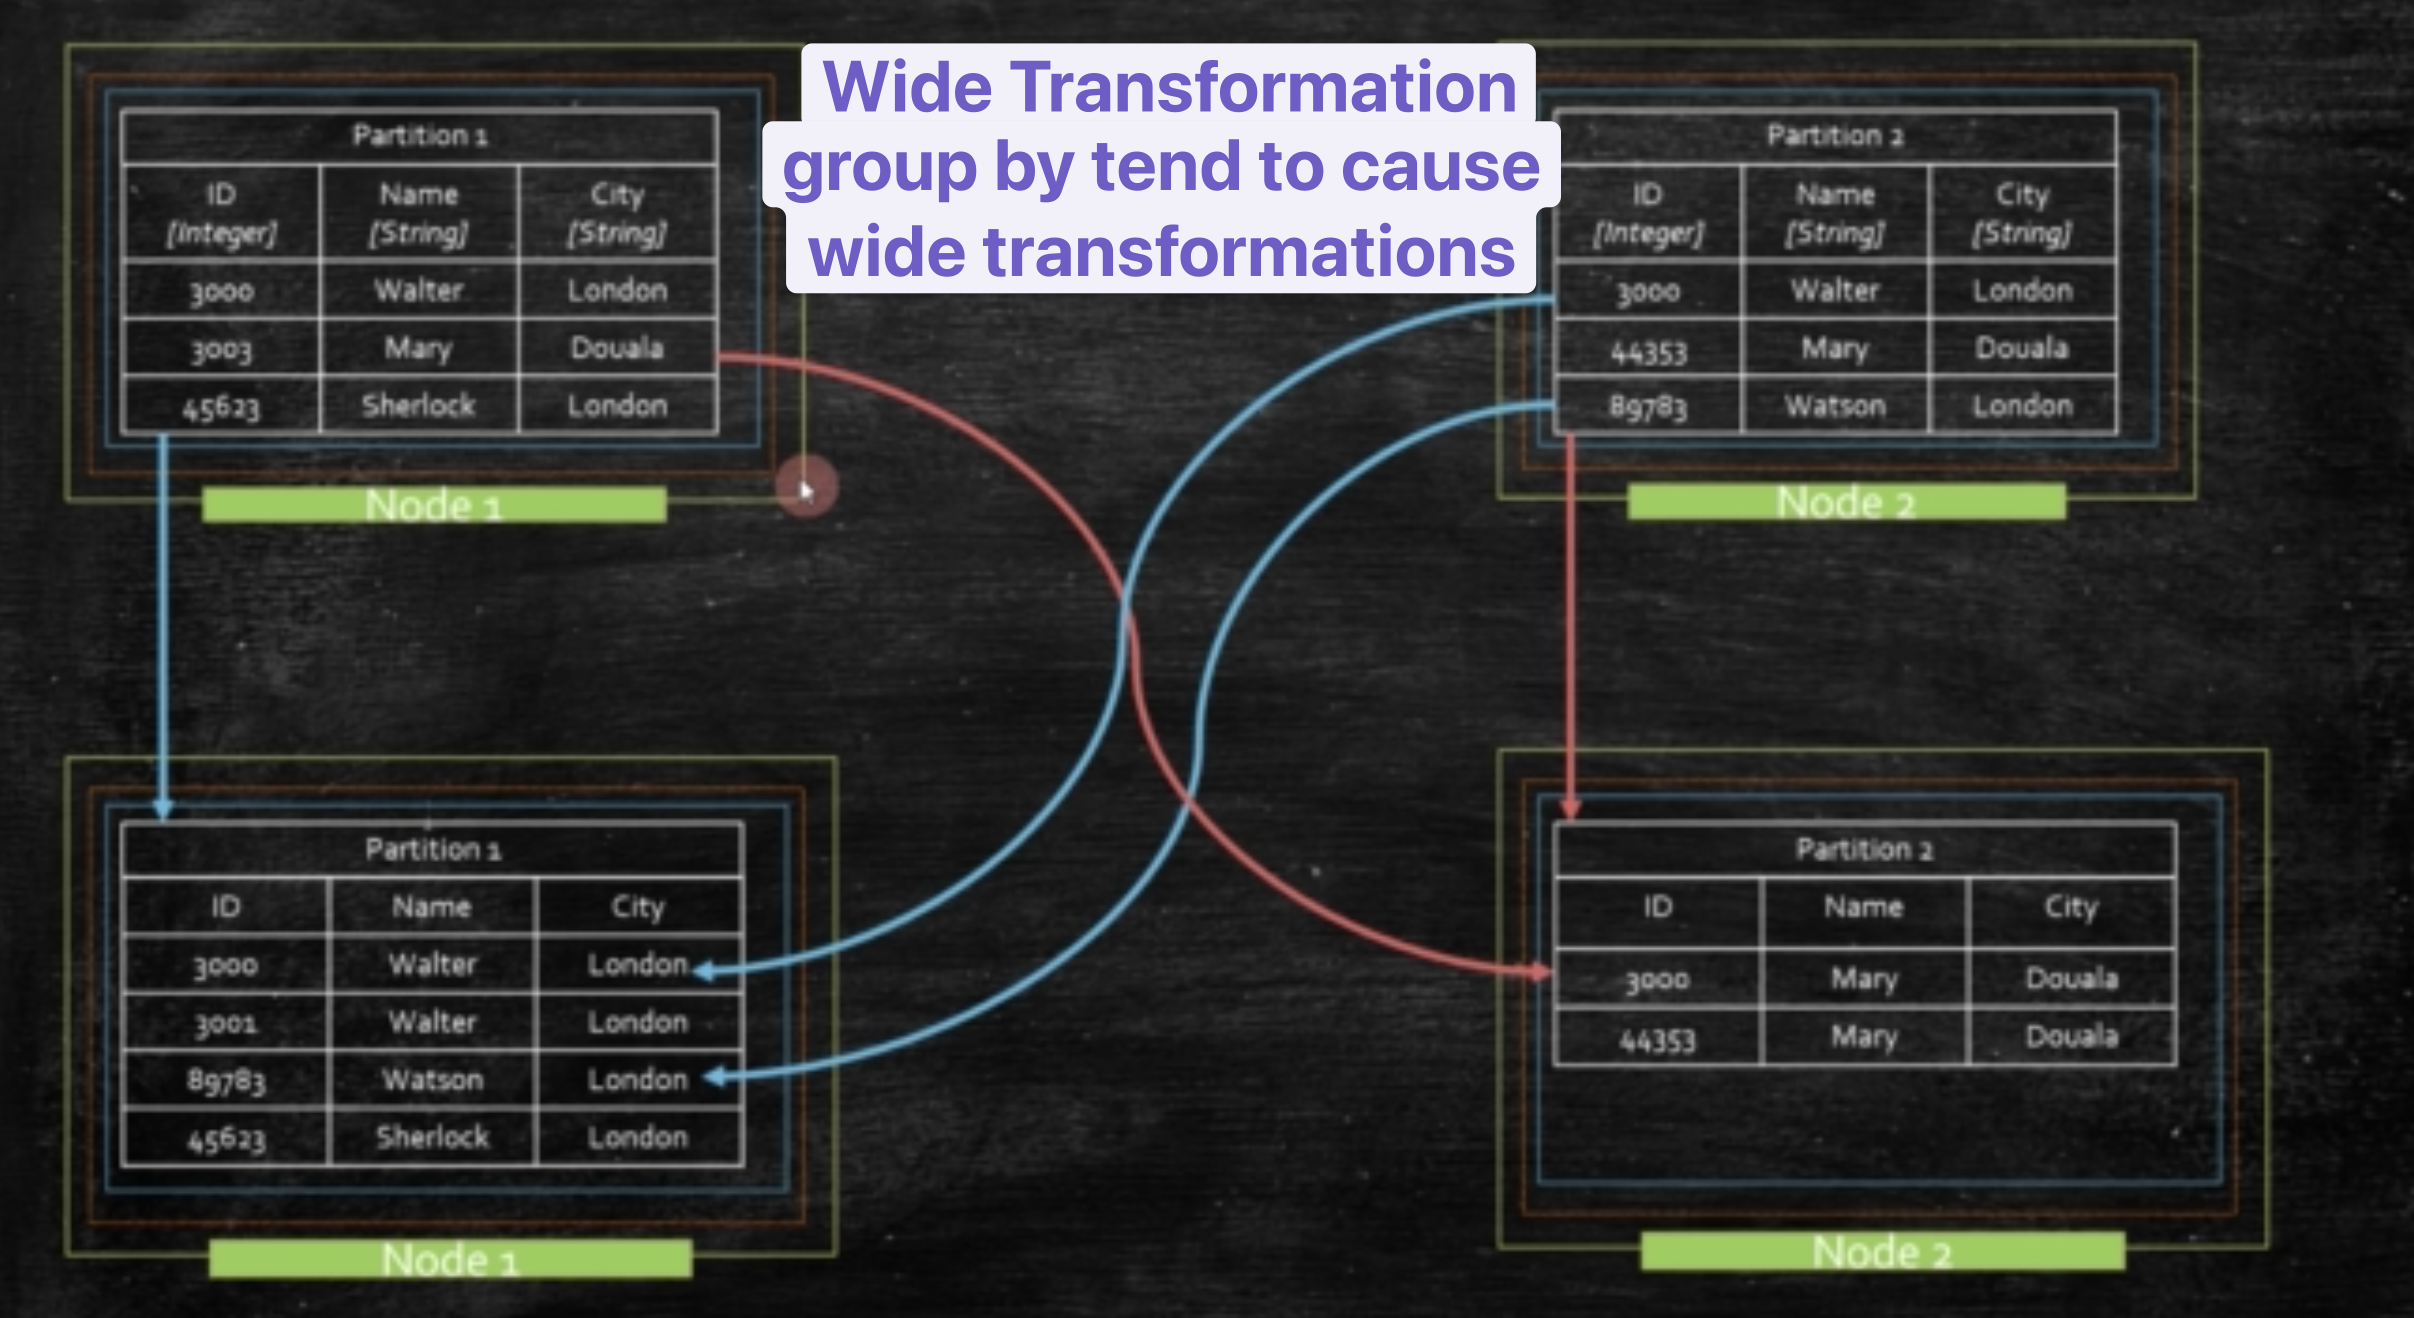 Wide Transformation
group by tend to cause
wide transformations
Partition 1
ID Name City
[Integer] [String] [String]
3000 Walter London
3003 Mary Douala
45623 Sherlock London
Node 1
Partition 2
ID Name City
[Integer] [String] [String]
3000 Walter London
44353 Mary Douala
89783 Watson London
Node 2
Partition 1
ID Name City
3000 Walter London
3001 Walter London
89783 Watson London
45623 Sherlock London
Node 1
Partition 2
ID Name City
3000 Mary Douala
44353 Mary Douala
Node 2